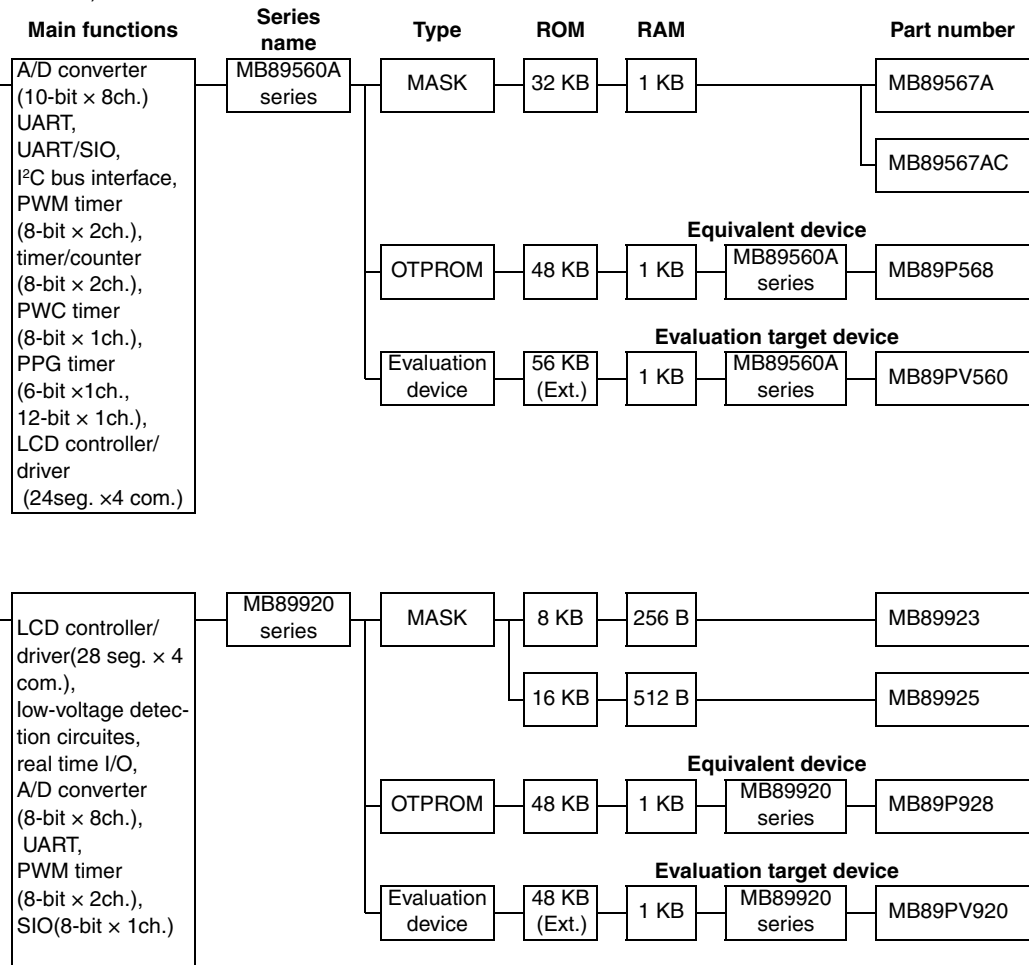 Main functions
Series
name
Type
ROM
RAM
Part number
A/D converter
(10-bit × 8ch.)
UART,
UART/SIO,
I²C bus interface,
PWM timer
(8-bit × 2ch.),
timer/counter
(8-bit × 2ch.),
PWC timer
(8-bit × 1ch.),
PPG timer
(6-bit ×1ch.,
12-bit × 1ch.),
LCD controller/
driver
(24seg. ×4 com.)
MB89560A
series
MASK
32 KB
1 KB
MB89567A
MB89567AC
Equivalent device
OTPROM
48 KB
1 KB
MB89560A
series
MB89P568
Evaluation target device
Evaluation
device
56 KB
(Ext.)
1 KB
MB89560A
series
MB89PV560
LCD controller/
driver(28 seg. × 4
com.),
low-voltage detec-
tion circuites,
real time I/O,
A/D converter
(8-bit × 8ch.),
UART,
PWM timer
(8-bit × 2ch.),
SIO(8-bit × 1ch.)
MB89920
series
MASK
8 KB
256 B
MB89923
16 KB
512 B
MB89925
Equivalent device
OTPROM
48 KB
1 KB
MB89920
series
MB89P928
Evaluation target device
Evaluation
device
48 KB
(Ext.)
1 KB
MB89920
series
MB89PV920